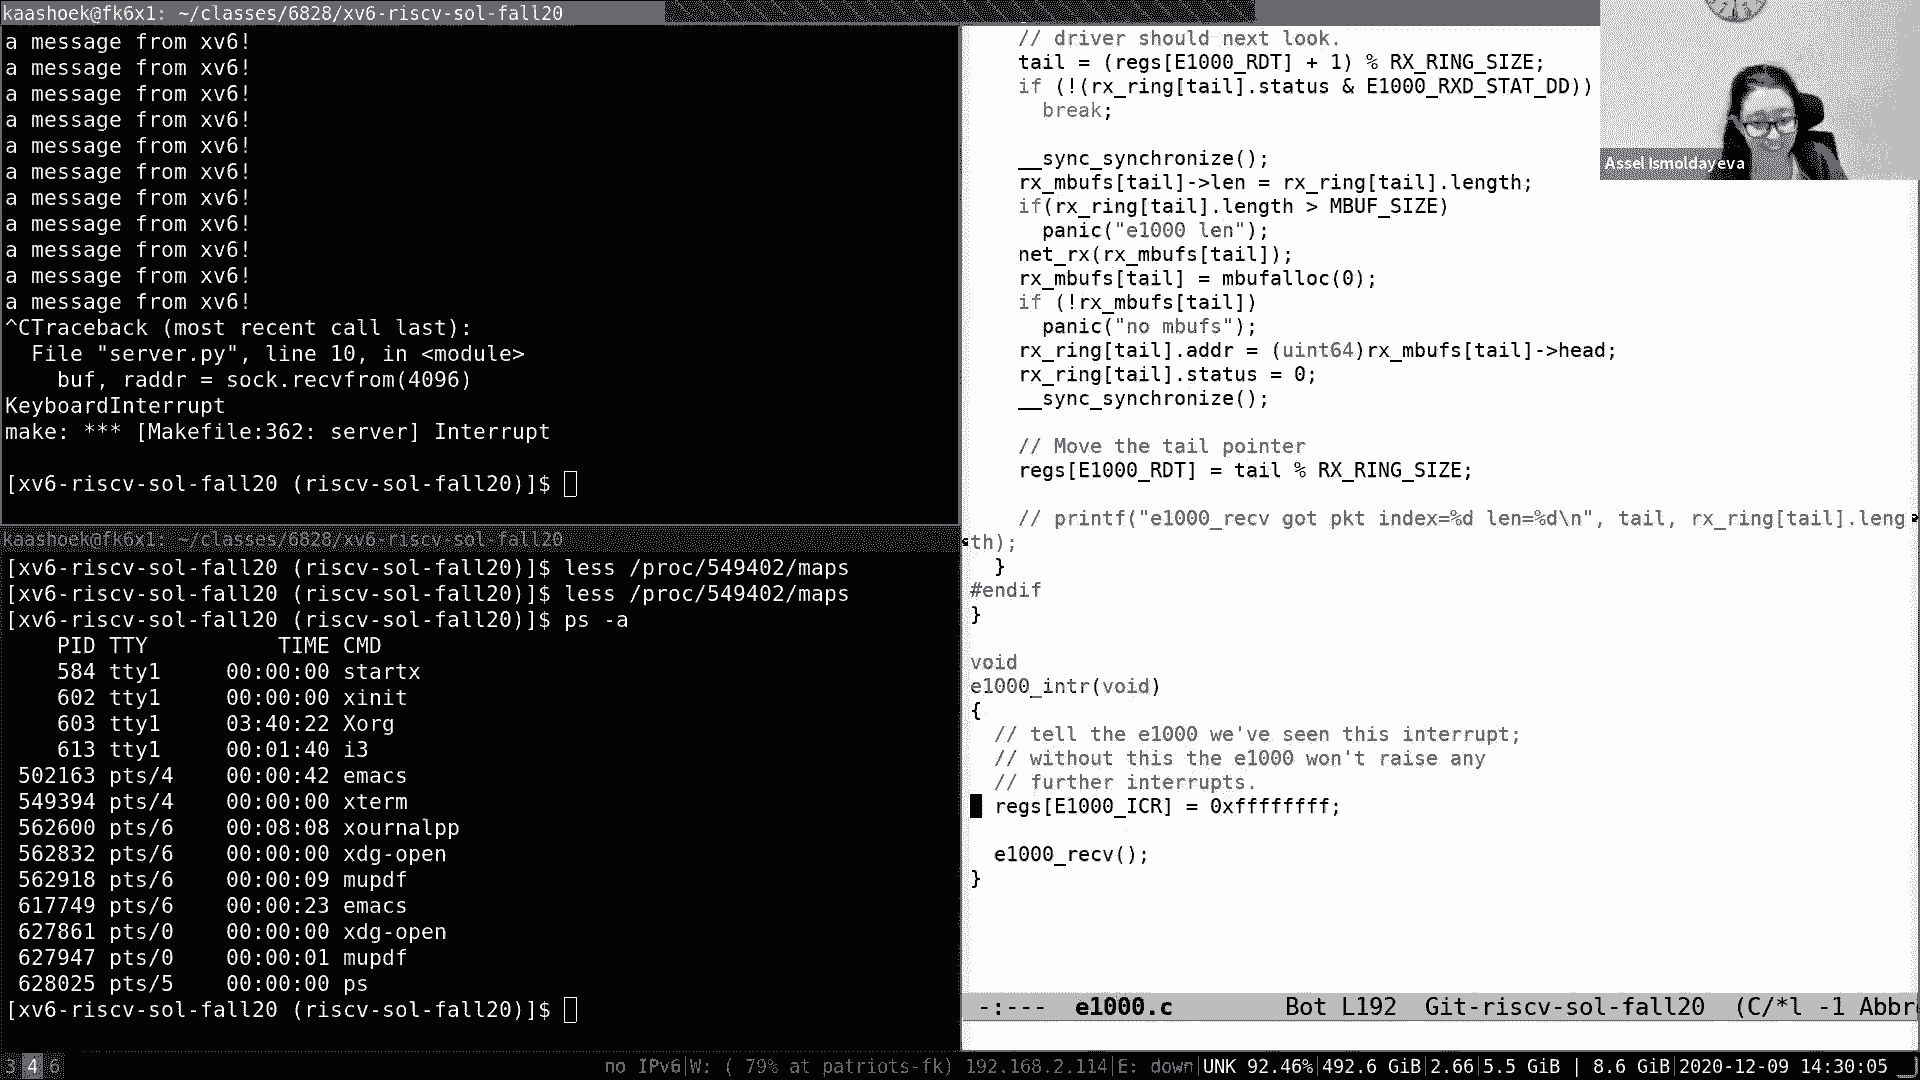 kaashoek@fk6x1: ~/classes/6828/xv6-riscv-sol-fall20
a message from xv6!
a message from xv6!
a message from xv6!
a message from xv6!
a message from xv6!
a message from xv6!
a message from xv6!
a message from xv6!
a message from xv6!
a message from xv6!
a message from xv6!
^CTraceback (most recent call last):
  File "server.py", line 10, in <module>
    buf, raddr = sock.recvfrom(4096)
KeyboardInterrupt
make: *** [Makefile:362: server] Interrupt
[xv6-riscv-sol-fall20 (riscv-sol-fall20)]$
kaashoek@fk6x1: ~/classes/6828/xv6-riscv-sol-fall20
[xv6-riscv-sol-fall20 (riscv-sol-fall20)]$ less /proc/549402/maps
[xv6-riscv-sol-fall20 (riscv-sol-fall20)]$ less /proc/549402/maps
[xv6-riscv-sol-fall20 (riscv-sol-fall20)]$ ps -a
    PID TTY          TIME CMD
    584 tty1     00:00:00 startx
    602 tty1     00:00:00 xinit
    603 tty1     03:40:22 Xorg
    613 tty1     00:01:40 i3
 502163 pts/4    00:00:42 emacs
 549394 pts/4    00:00:00 xterm
 562600 pts/6    00:08:08 xournalpp
 562832 pts/6    00:00:00 xdg-open
 562918 pts/6    00:00:09 mupdf
 617749 pts/6    00:00:23 emacs
 627861 pts/0    00:00:00 xdg-open
 627947 pts/0    00:00:01 mupdf
 628025 pts/5    00:00:00 ps
[xv6-riscv-sol-fall20 (riscv-sol-fall20)]$
    // driver should next look.
    tail = (regs[E1000_RDT] + 1) % RX_RING_SIZE;
    if (!(rx_ring[tail].status & E1000_RXD_STAT_DD))
      break;
    __sync_synchronize();
    rx_mbufs[tail]->len = rx_ring[tail].length;
    if(rx_ring[tail].length > MBUF_SIZE)
      panic("e1000 len");
    net_rx(rx_mbufs[tail]);
    rx_mbufs[tail] = mbufalloc(0);
    if (!rx_mbufs[tail])
      panic("no mbufs");
    rx_ring[tail].addr = (uint64)rx_mbufs[tail]->head;
    rx_ring[tail].status = 0;
    __sync_synchronize();
    // Move the tail pointer
    regs[E1000_RDT] = tail % RX_RING_SIZE;
    // printf("e1000_recv got pkt index=%d len=%d\n", tail, rx_ring[tail].leng
th);
  }
#endif
}
void
e1000_intr(void)
{
  // tell the e1000 we've seen this interrupt;
  // without this the e1000 won't raise any
  // further interrupts.
  regs[E1000_ICR] = 0xffffffff;
  e1000_recv();
}
-:---  e1000.c        Bot L192  Git-riscv-sol-fall20  (C/*l -1 Abbr
Assel Ismoldayeva
3 4 6
no IPv6|W: ( 79% at patriots-fk) 192.168.2.114|E: down|UNK 92.46%|492.6 GiB|2.66|5.5 GiB | 8.6 GiB|2020-12-09 14:30:05